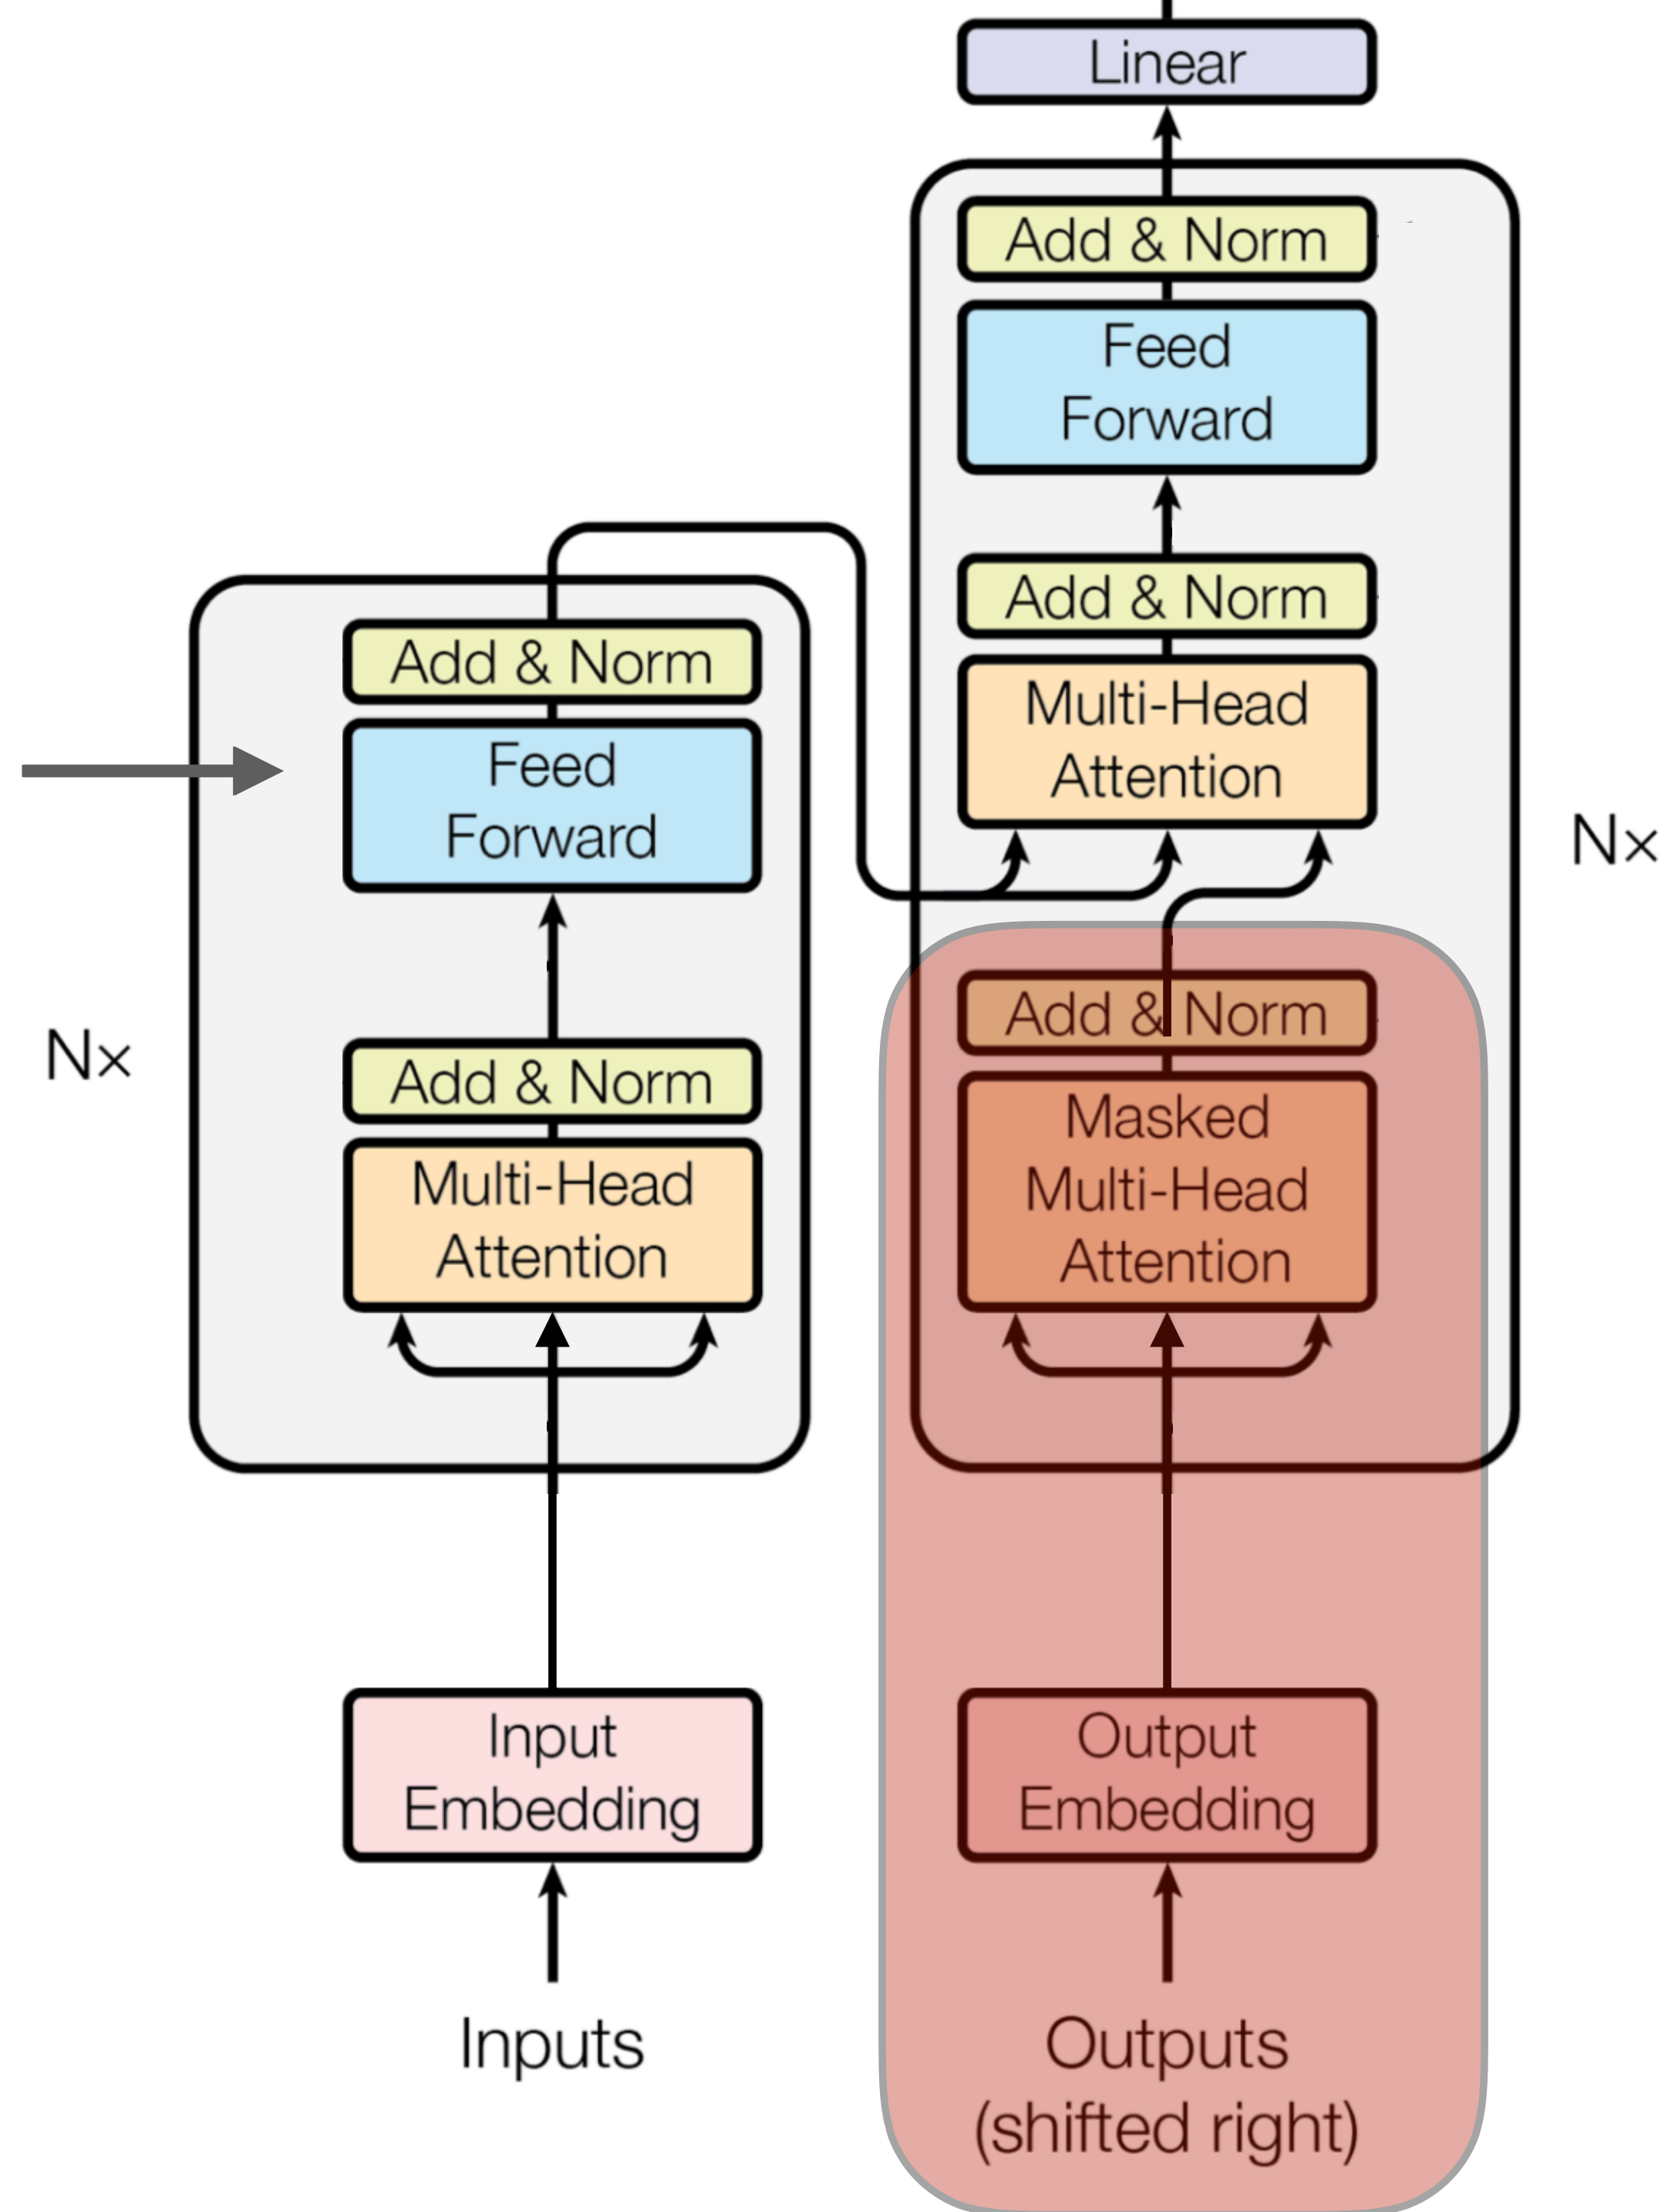 Linear
Add & Norm
Feed
Forward
Add & Norm
Multi-Head
Attention
Nx
Add & Norm
Masked
Multi-Head
Attention
Output
Embedding
Outputs
(shifted right)
Add & Norm
Feed
Forward
Nx
Add & Norm
Multi-Head
Attention
Input
Embedding
Inputs